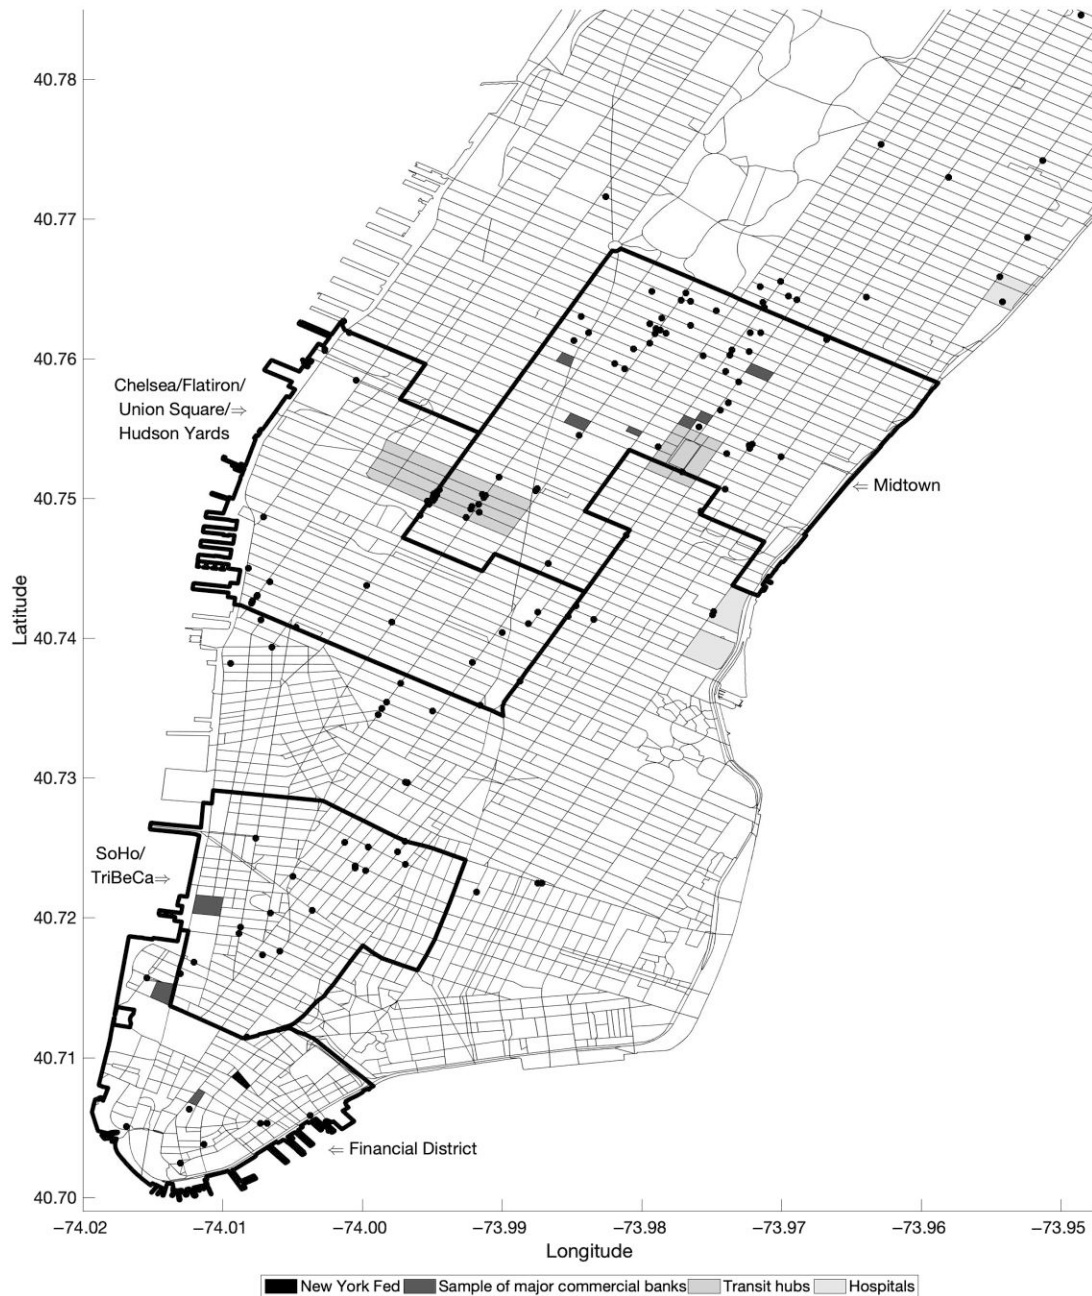 40.78
40.77
40.76
Chelsea/Flatiron/
Union Square/⇒
Hudson Yards
40.75
⇐ Midtown
Latitude
40.74
40.73
SoHo/
TriBeCa⇒
40.72
40.71
⇐ Financial District
40.70
−74.02 −74.01 −74.00 −73.99 −73.98 −73.97 −73.96 −73.95
Longitude
New York Fed Sample of major commercial banks Transit hubs Hospitals